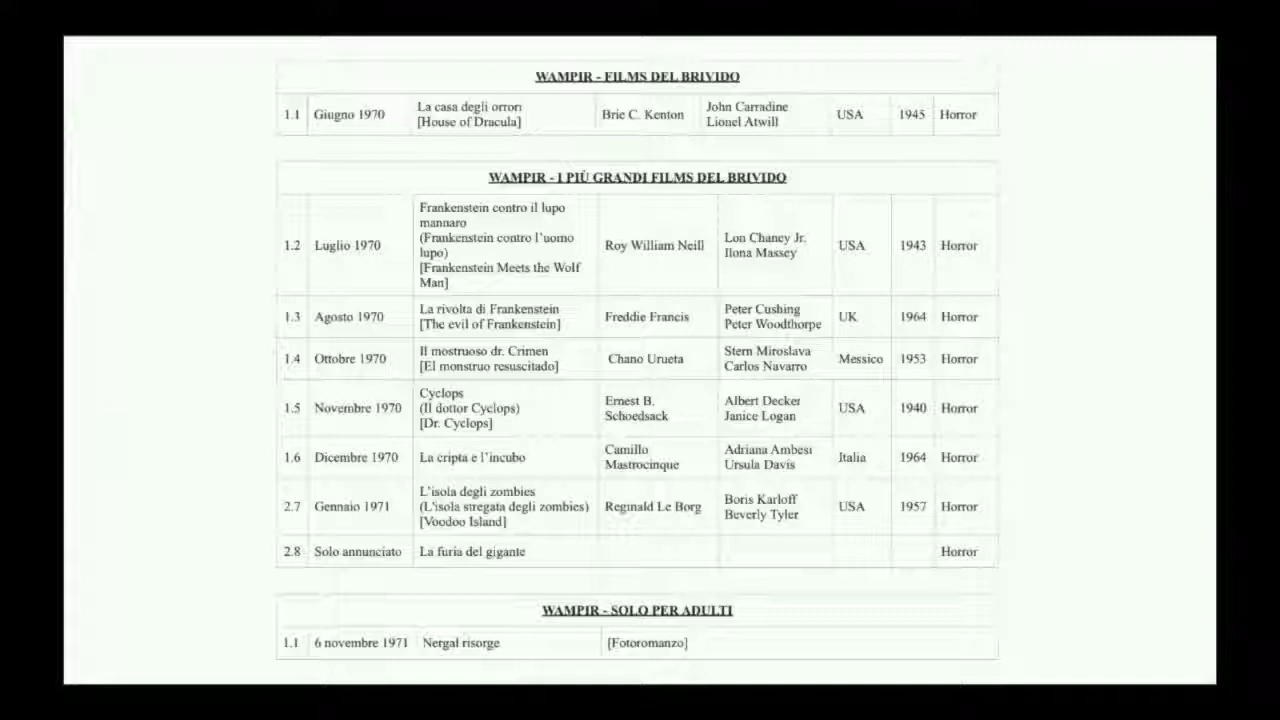 WAMPIR - FILMS DEL BRIVIDO
1.1 Giugno 1970 La casa degli orrori [House of Dracula] Brie C. Kenton John Carradine Lionel Atwill USA 1945 Horror
WAMPIR - I PIÙ GRANDI FILMS DEL BRIVIDO
1.2 Luglio 1970 Frankenstein contro il lupo mannaro (Frankenstein contro l'uomo lupo) [Frankenstein Meets the Wolf Man] Roy William Neill Lon Chaney Jr. Ilona Massey USA 1943 Horror
1.3 Agosto 1970 La rivolta di Frankenstein [The evil of Frankenstein] Freddie Francis Peter Cushing Peter Woodthorpe UK 1964 Horror
1.4 Ottobre 1970 Il mostruoso dr. Crimen [El monstruo resuscitado] Chano Urueta Stern Miroslava Carlos Navarro Messico 1953 Horror
1.5 Novembre 1970 Cyclops (Il dottor Cyclops) [Dr. Cyclops] Ernest B. Schoedsack Albert Decker Janice Logan USA 1940 Horror
1.6 Dicembre 1970 La cripta e l'incubo Camillo Mastrocinque Adriana Ambesi Ursula Davis Italia 1964 Horror
2.7 Gennaio 1971 L'isola degli zombies (L'isola stregata degli zombies) [Voodoo Island] Reginald Le Borg Boris Karloff Beverly Tyler USA 1957 Horror
2.8 Solo annunciato La furia del gigante Horror
WAMPIR - SOLO PER ADULTI
1.1 6 novembre 1971 Nergal risorge [Fotoromanzo]